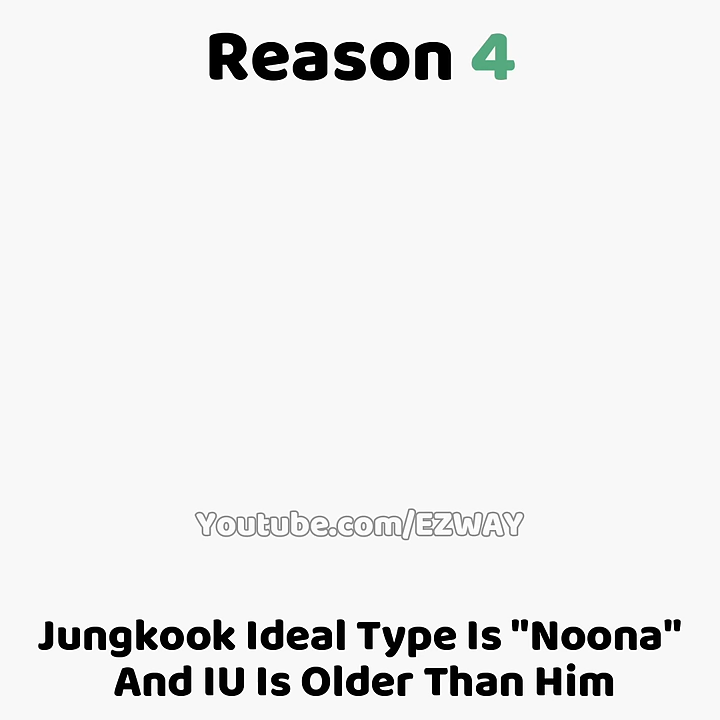 Reason 4
Youtube.com/EZWAY
Jungkook Ideal Type Is "Noona"
And IU Is Older Than Him